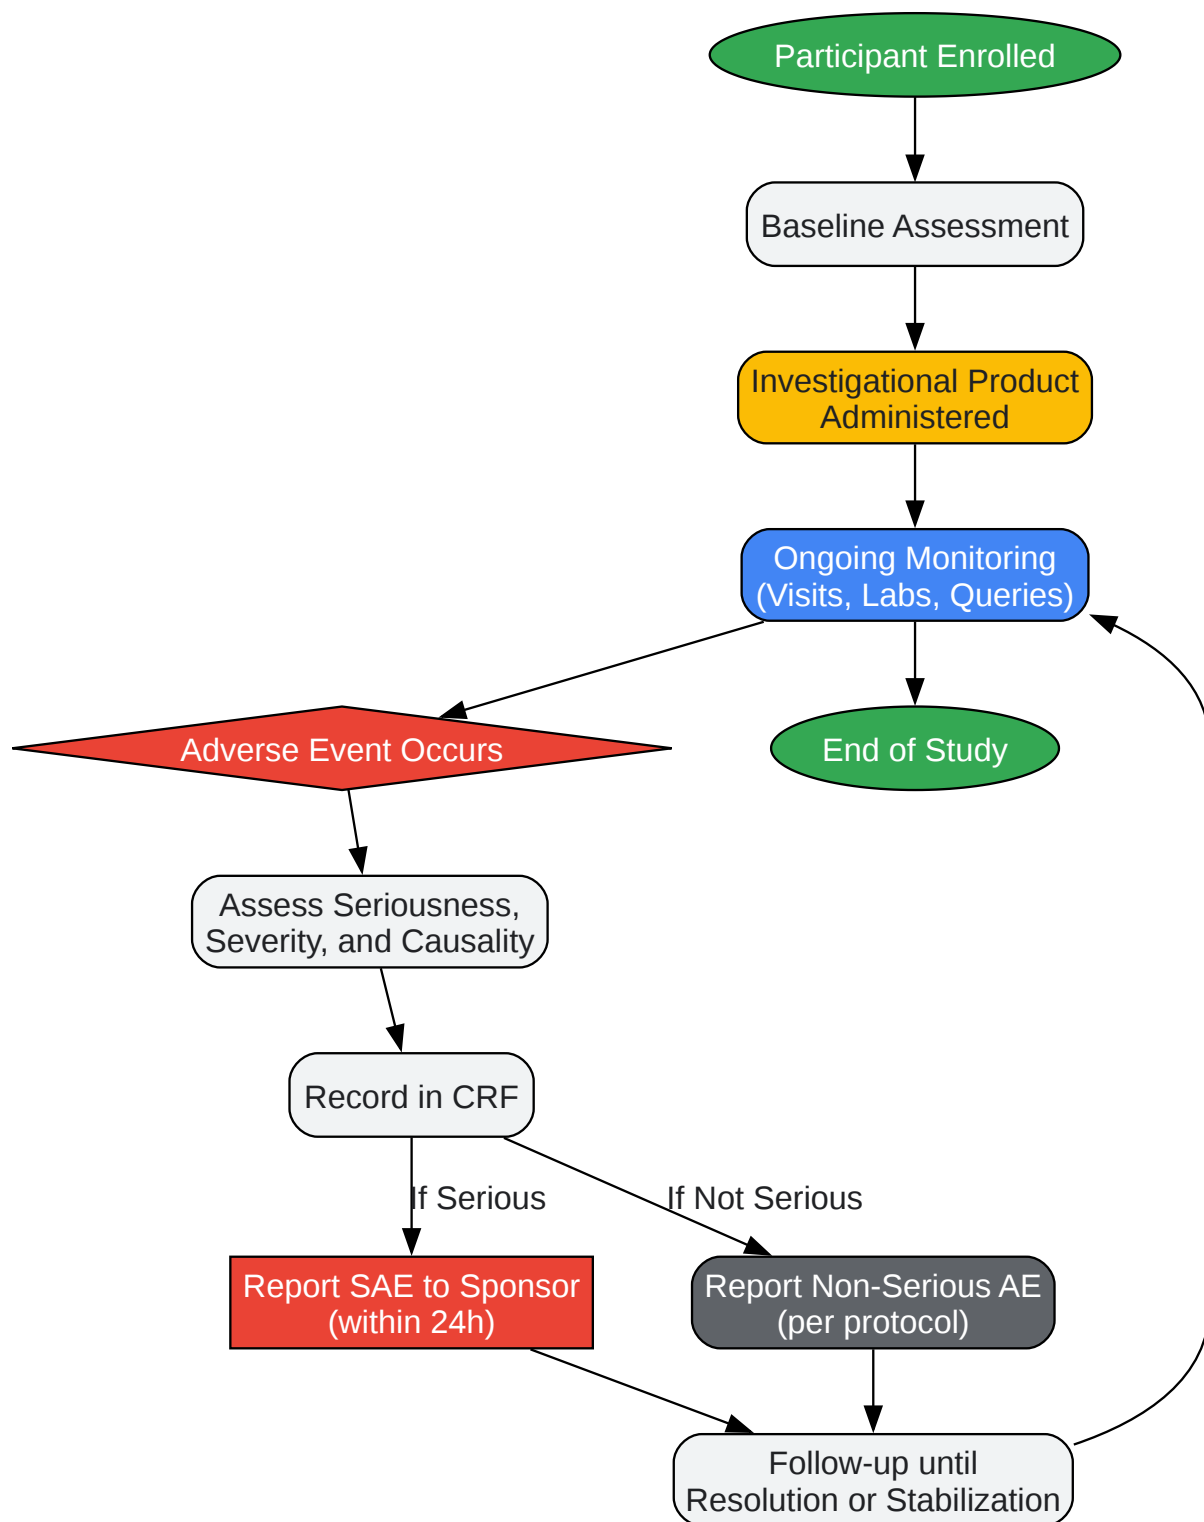 Participant Enrolled
Baseline Assessment
Investigational Product
Administered
Ongoing Monitoring
(Visits, Labs, Queries)
Adverse Event Occurs
End of Study
Assess Seriousness,
Severity, and Causality
Record in CRF
If Serious
If Not Serious
Report SAE to Sponsor
(within 24h)
Report Non-Serious AE
(per protocol)
Follow-up until
Resolution or Stabilization